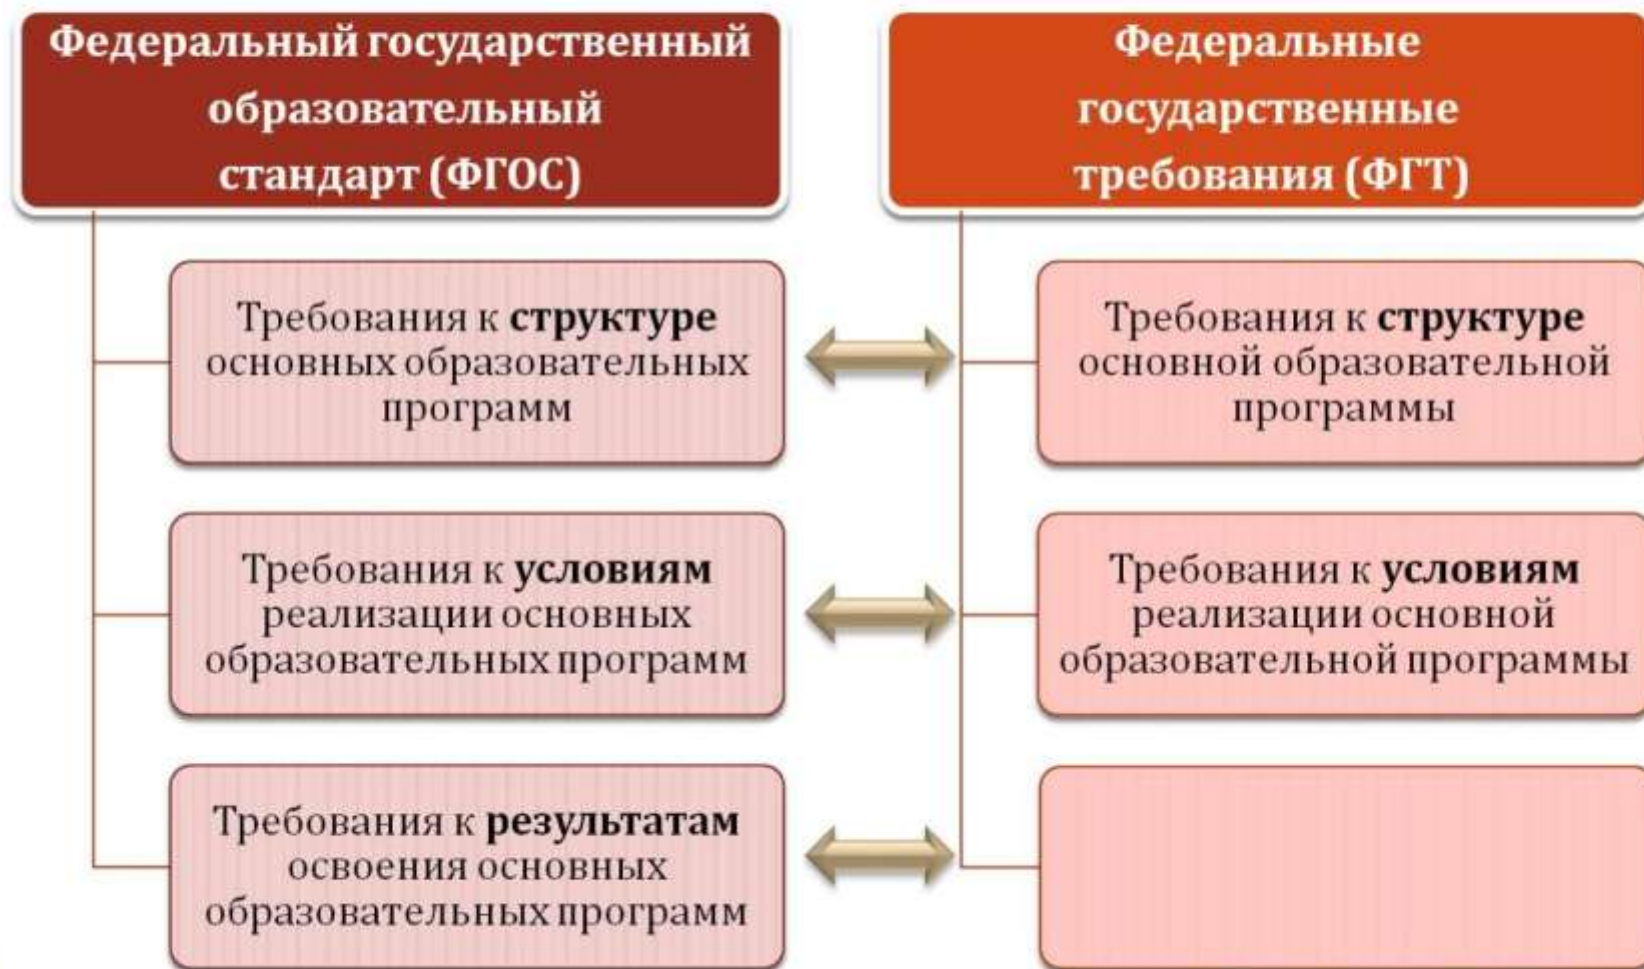 Федеральный государственный
образовательный
стандарт (ФГОС)
Требования к структуре
основных образовательных
программ
Требования к условиям
реализации основных
образовательных программ
Требования к результатам
освоения основных
образовательных программ
Федеральные
государственные
требования (ФГТ)
Требования к структуре
основной образовательной
программы
Требования к условиям
реализации основной
образовательной программы